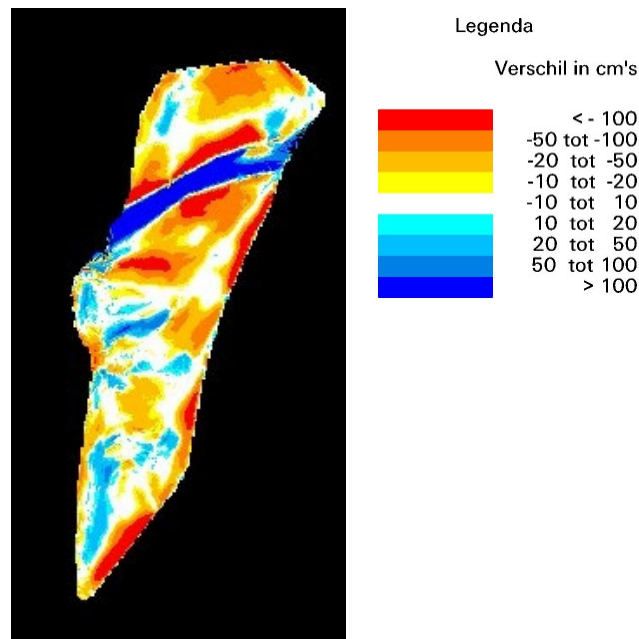 Legenda
Verschil in cm's
< - 100
-50 tot -100
-20 tot -50
-10 tot -20
-10 tot 10
10 tot 20
20 tot 50
50 tot 100
> 100